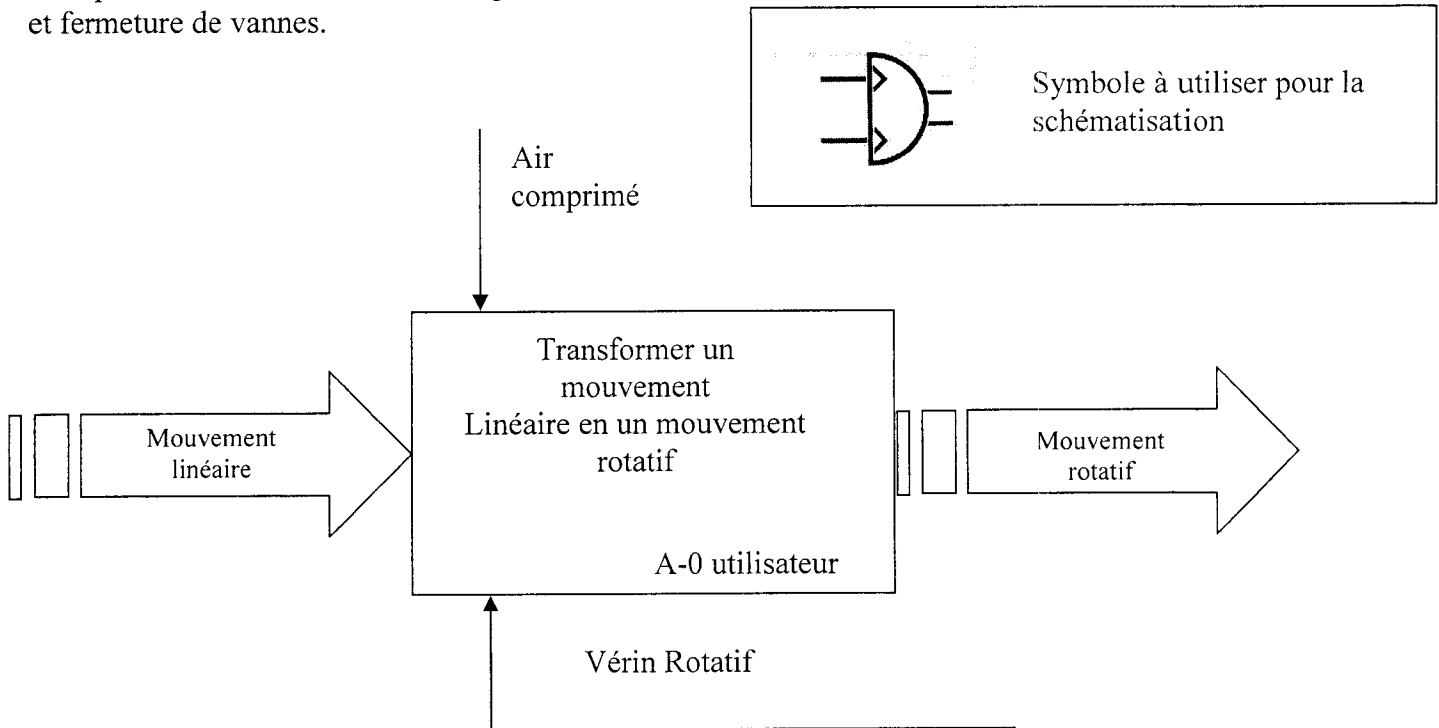 et fermeture de vannes.
Symbole à utiliser pour la
schématisation
Air
comprimé
Transformer un
mouvement
Linéaire en un mouvement
rotatif
A-0 utilisateur
Mouvement
linéaire
Mouvement
rotatif
Vérin Rotatif